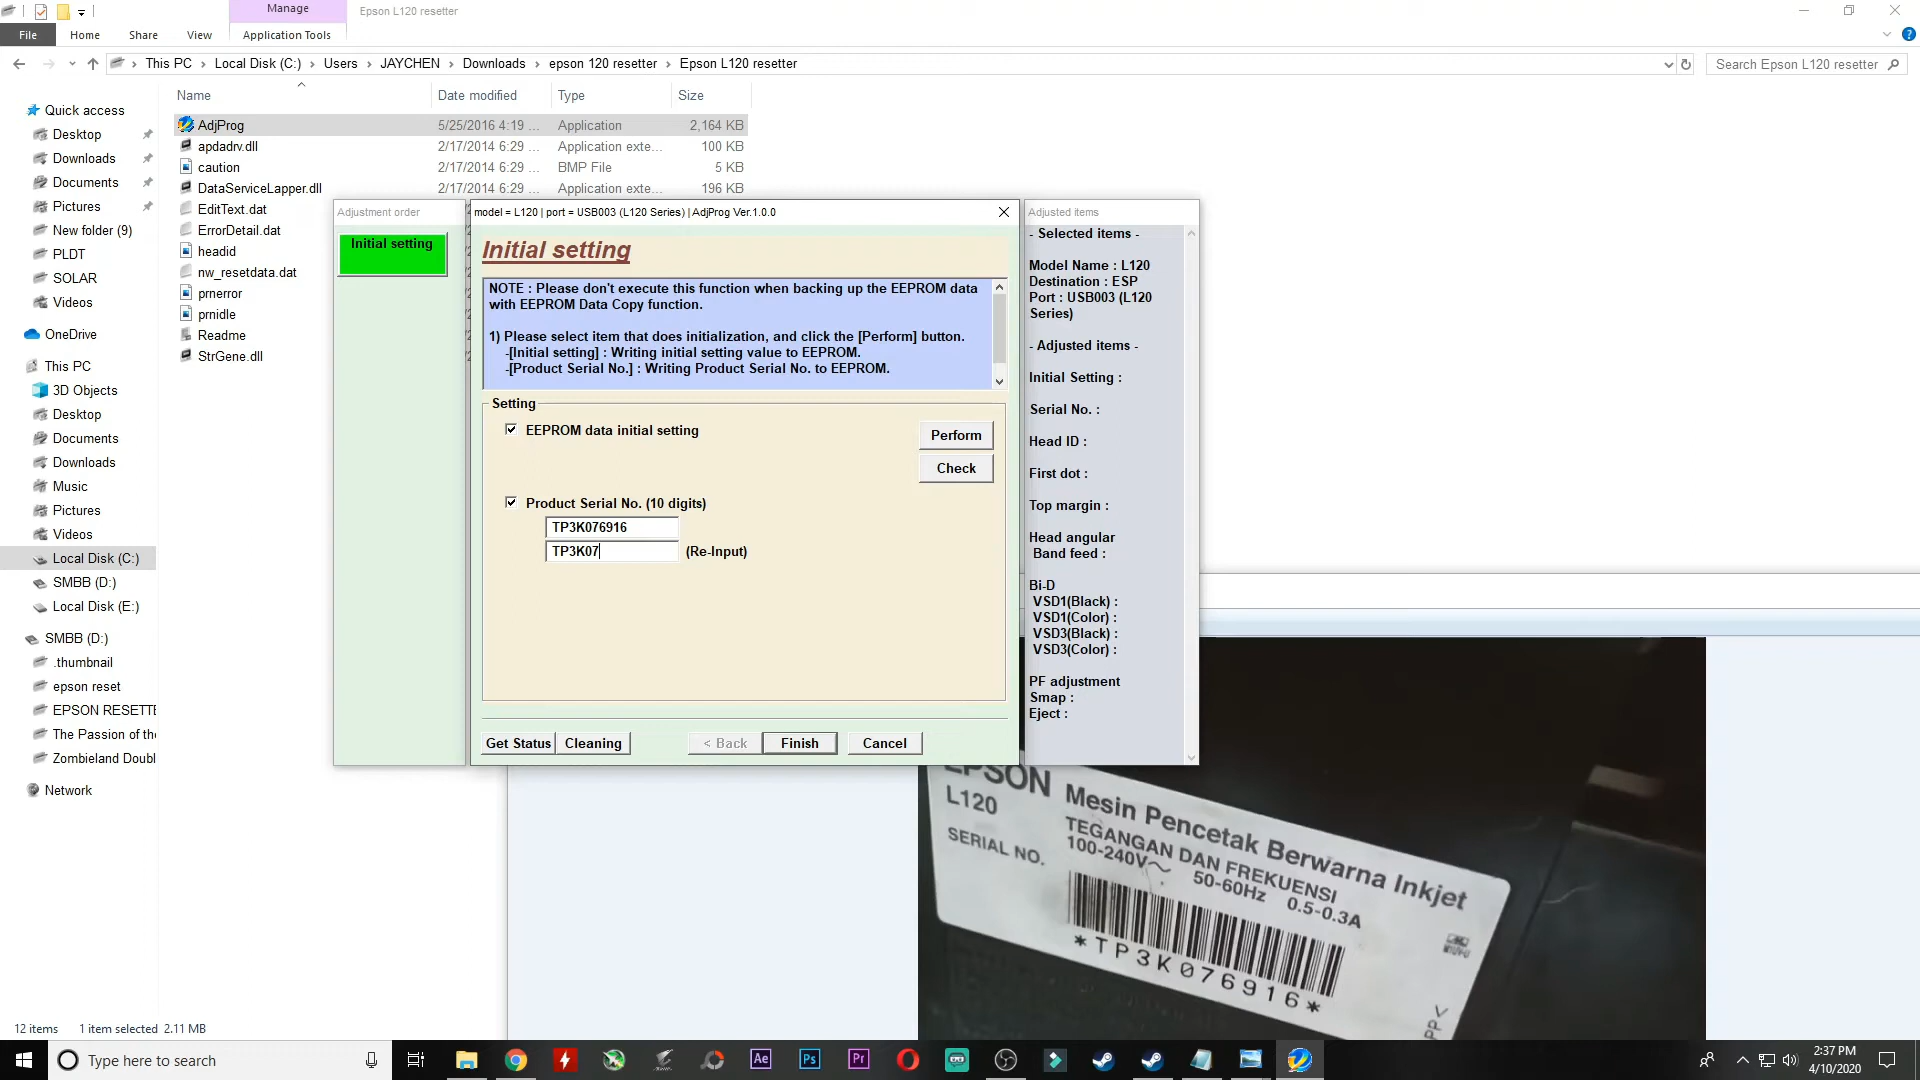 Manage
Epson L120 resetter
File
Home
Share
View
Application Tools
This PC
Local Disk (C:)
Users
JAYCHEN
Downloads
epson 120 resetter
Epson L120 resetter
Search Epson L120 resetter
Name
Date modified
Type
Size
AdjProg 5/25/2016 4:19 ... Application 2,164 KB
apdadrv.dll 2/17/2014 6:29 ... Application exte... 100 KB
caution 2/17/2014 6:29 ... BMP File 5 KB
DataServiceLapper.dll 2/17/2014 6:29 ... Application exte... 196 KB
EditText.dat
ErrorDetail.dat
headid
nw_resetdata.dat
prnerror
prnidle
Readme
StrGene.dll
Quick access
Desktop
Downloads
Documents
Pictures
New folder (9)
PLDT
SOLAR
Videos
OneDrive
This PC
3D Objects
Desktop
Documents
Downloads
Music
Pictures
Videos
Local Disk (C:)
SMBB (D:)
Local Disk (E:)
SMBB (D:)
.thumbnail
epson reset
EPSON RESETTE
The Passion of the
Zombieland Doubl
Network
12 items 1 item selected 2.11 MB
Adjustment order
Initial setting
model = L120 | port = USB003 (L120 Series) | AdjProg Ver.1.0.0
Initial setting
NOTE : Please don't execute this function when backing up the EEPROM data
with EEPROM Data Copy function.
1) Please select item that does initialization, and click the [Perform] button.
-[Initial setting] : Writing initial setting value to EEPROM.
-[Product Serial No.] : Writing Product Serial No. to EEPROM.
Setting
EEPROM data initial setting
Perform
Check
Product Serial No. (10 digits)
TP3K076916
TP3K07
(Re-Input)
Get Status
Cleaning
< Back
Finish
Cancel
Adjusted items
- Selected items -
Model Name : L120
Destination : ESP
Port : USB003 (L120
Series)
- Adjusted items -
Initial Setting :
Serial No. :
Head ID :
First dot :
Top margin :
Head angular
Band feed :
Bi-D
VSD1(Black) :
VSD1(Color) :
VSD3(Black) :
VSD3(Color) :
PF adjustment
Smap :
Eject :
EPSON
L120
SERIAL NO.
Mesin Pencetak Berwarna Inkjet
TEGANGAN DAN FREKUENSI
100-240V~ 50-60Hz 0.5-0.3A
*TP3K076916*
Type here to search
Ae
Ps
Pr
2:37 PM
4/10/2020